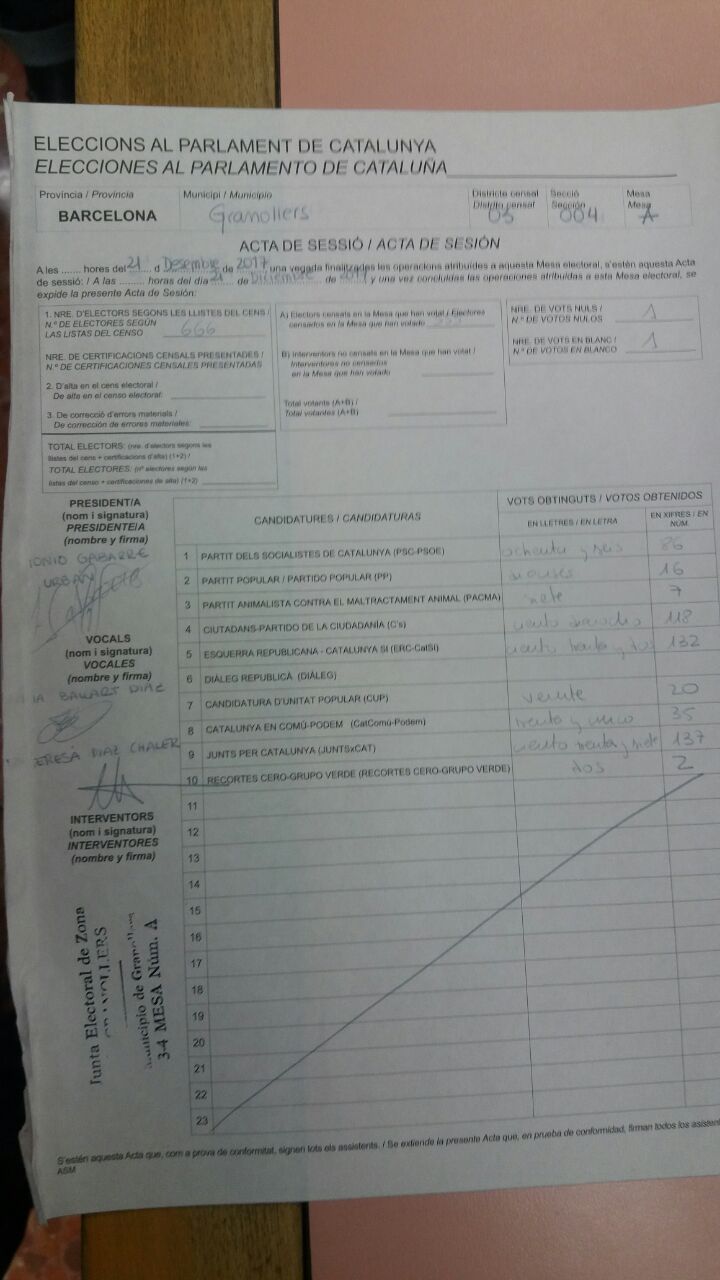 ELECCIONS AL PARLAMENT DE CATALUNYA
ELECCIONES AL PARLAMENTO DE CATALUÑA
Província / Provincia
BARCELONA
Municipi / Municipio
Granollers
Districte censal
Distrito censal
03
Secció
Sección
004
Mesa
Mesa
A
ACTA DE SESSIÓ / ACTA DE SESIÓN
A les ....... hores del 21 d Desembre de 2017 una vegada finalitzades les operacions atribuïdes a aquesta Mesa electoral, s'estén aquesta Acta
de sessió: / A las ......... horas del día 21 de Diciembre de 2017 y una vez concluidas las operaciones atribuidas a esta Mesa electoral, se
expide la presente Acta de Sesión:
1. NRE. D'ELECTORS SEGONS LES LLISTES DEL CENS /
N.º DE ELECTORES SEGÚN
LAS LISTAS DEL CENSO 666
NRE. DE CERTIFICACIONS CENSALS PRESENTADES /
N.º DE CERTIFICACIONES CENSALES PRESENTADAS
2. D'alta en el cens electoral /
De alta en el censo electoral:
3. De correcció d'errors materials /
De corrección de errores materiales:
TOTAL ELECTORS: (nre. d'electors segons les
llistes del cens + certificacions d'alta) (1+2) /
TOTAL ELECTORES: (nº electores según las
listas del censo + certificaciones de alta) (1+2)
A) Electors censats en la Mesa que han votat / Electores
censados en la Mesa que han votado
B) Interventors no censats en la Mesa que han votat /
Interventores no censados
en la Mesa que han votado
Total votants (A+B) /
Total votantes (A+B)
NRE. DE VOTS NULS /
N.º DE VOTOS NULOS 1
NRE. DE VOTS EN BLANC /
N.º DE VOTOS EN BLANCO 1
PRESIDENT/A
(nom i signatura)
PRESIDENTE/A
(nombre y firma)
IONIO GABARRE
URBAN
VOCALS
(nom i signatura)
VOCALES
(nombre y firma)
IA BALLART DIAZ
ERESA DIAZ CHALER
INTERVENTORS
(nom i signatura)
INTERVENTORES
(nombre y firma)
Junta Electoral de Zona
GRANOLLERS
Municipio de Granollers
3-4 MESA Núm. A
CANDIDATURES / CANDIDATURAS
VOTS OBTINGUTS / VOTOS OBTENIDOS
EN LLETRES / EN LETRA
EN XIFRES / EN NÚM.
1 PARTIT DELS SOCIALISTES DE CATALUNYA (PSC-PSOE) ochenta y seis 86
2 PARTIT POPULAR / PARTIDO POPULAR (PP) 16
3 PARTIT ANIMALISTA CONTRA EL MALTRACTAMENT ANIMAL (PACMA) siete 7
4 CIUTADANS-PARTIDO DE LA CIUDADANÍA (C's) ciento dieciocho 118
5 ESQUERRA REPUBLICANA - CATALUNYA SÍ (ERC-CatSÍ) ciento treinta y dos 132
6 DIÀLEG REPUBLICÀ (DIÀLEG)
7 CANDIDATURA D'UNITAT POPULAR (CUP) veinte 20
8 CATALUNYA EN COMÚ-PODEM (CatComú-Podem) treinta y cinco 35
9 JUNTS PER CATALUNYA (JUNTSxCAT) ciento treinta y siete 137
10 RECORTES CERO-GRUPO VERDE (RECORTES CERO-GRUPO VERDE) dos 2
11
12
13
14
15
16
17
18
19
20
21
22
23
S'estén aquesta Acta que, com a prova de conformitat, signen tots els assistents. / Se extiende la presente Acta que, en prueba de conformidad, firman todos los asistent
ASM